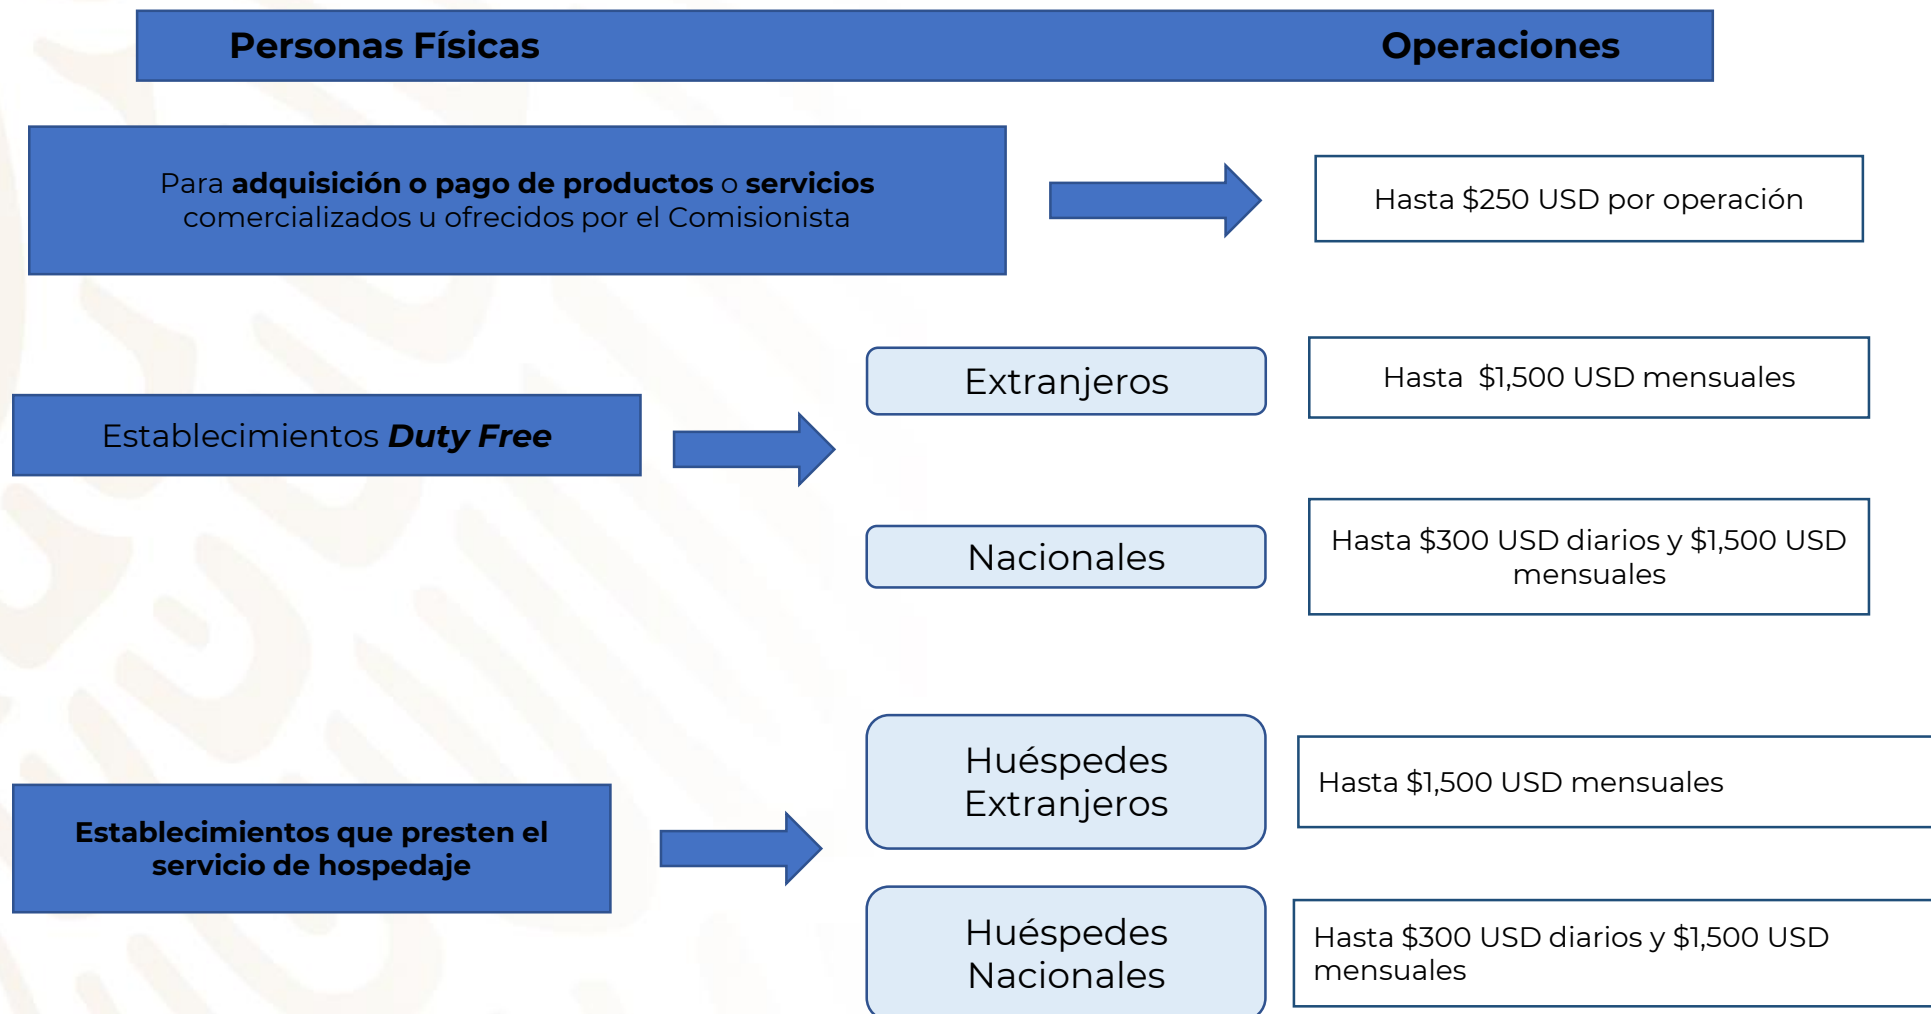 Personas Físicas Operaciones
Para adquisición o pago de productos o servicios
comercializados u ofrecidos por el Comisionista
Hasta $250 USD por operación
Establecimientos Duty Free
Extranjeros
Hasta $1,500 USD mensuales
Nacionales
Hasta $300 USD diarios y $1,500 USD
mensuales
Establecimientos que presten el
servicio de hospedaje
Huéspedes
Extranjeros
Hasta $1,500 USD mensuales
Huéspedes
Nacionales
Hasta $300 USD diarios y $1,500 USD
mensuales